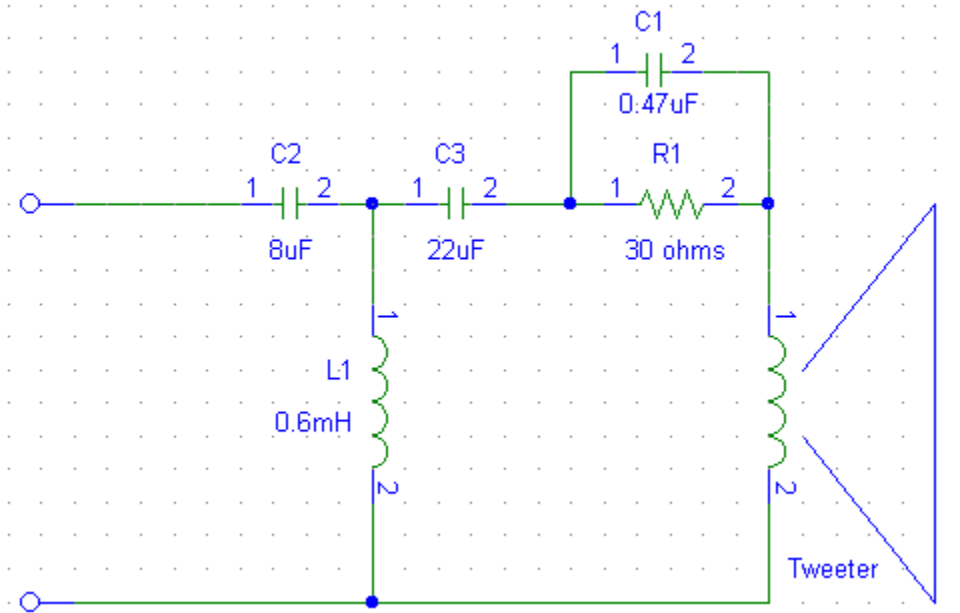 C1
1 2
0.47uF
C2 C3 R1
1 2 1 2 1 2
8uF 22uF 30 ohms
1 1
L1
0.6mH
2 2
Tweeter